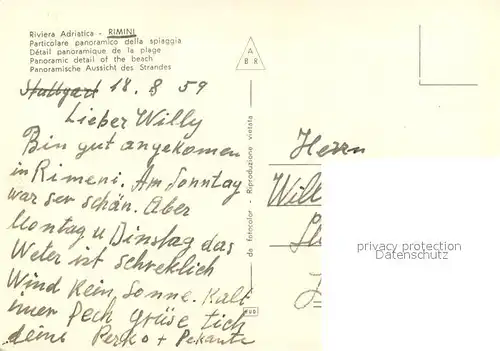 Riviera Adriatica - RIMINI
Particolare panoramico della spiaggia
Détail panoramique de la plage
Panoramic detail of the beach
Panoramische Aussicht des Strandes
Stuttgart 18. 8 59
Lieber Willy
Bin gut angekomen
in Rimeni. Am Sonntag
war ser schön. Aber
Montag u Dinstag das
Weter ist schreklich
Wind Kein, Sonne. Kalt
imer Pech grüse tich
deine Perko +
A
88
da fotocolor - Riproduzione vietata
Herrn
Will
privacy protection
Datenschutz